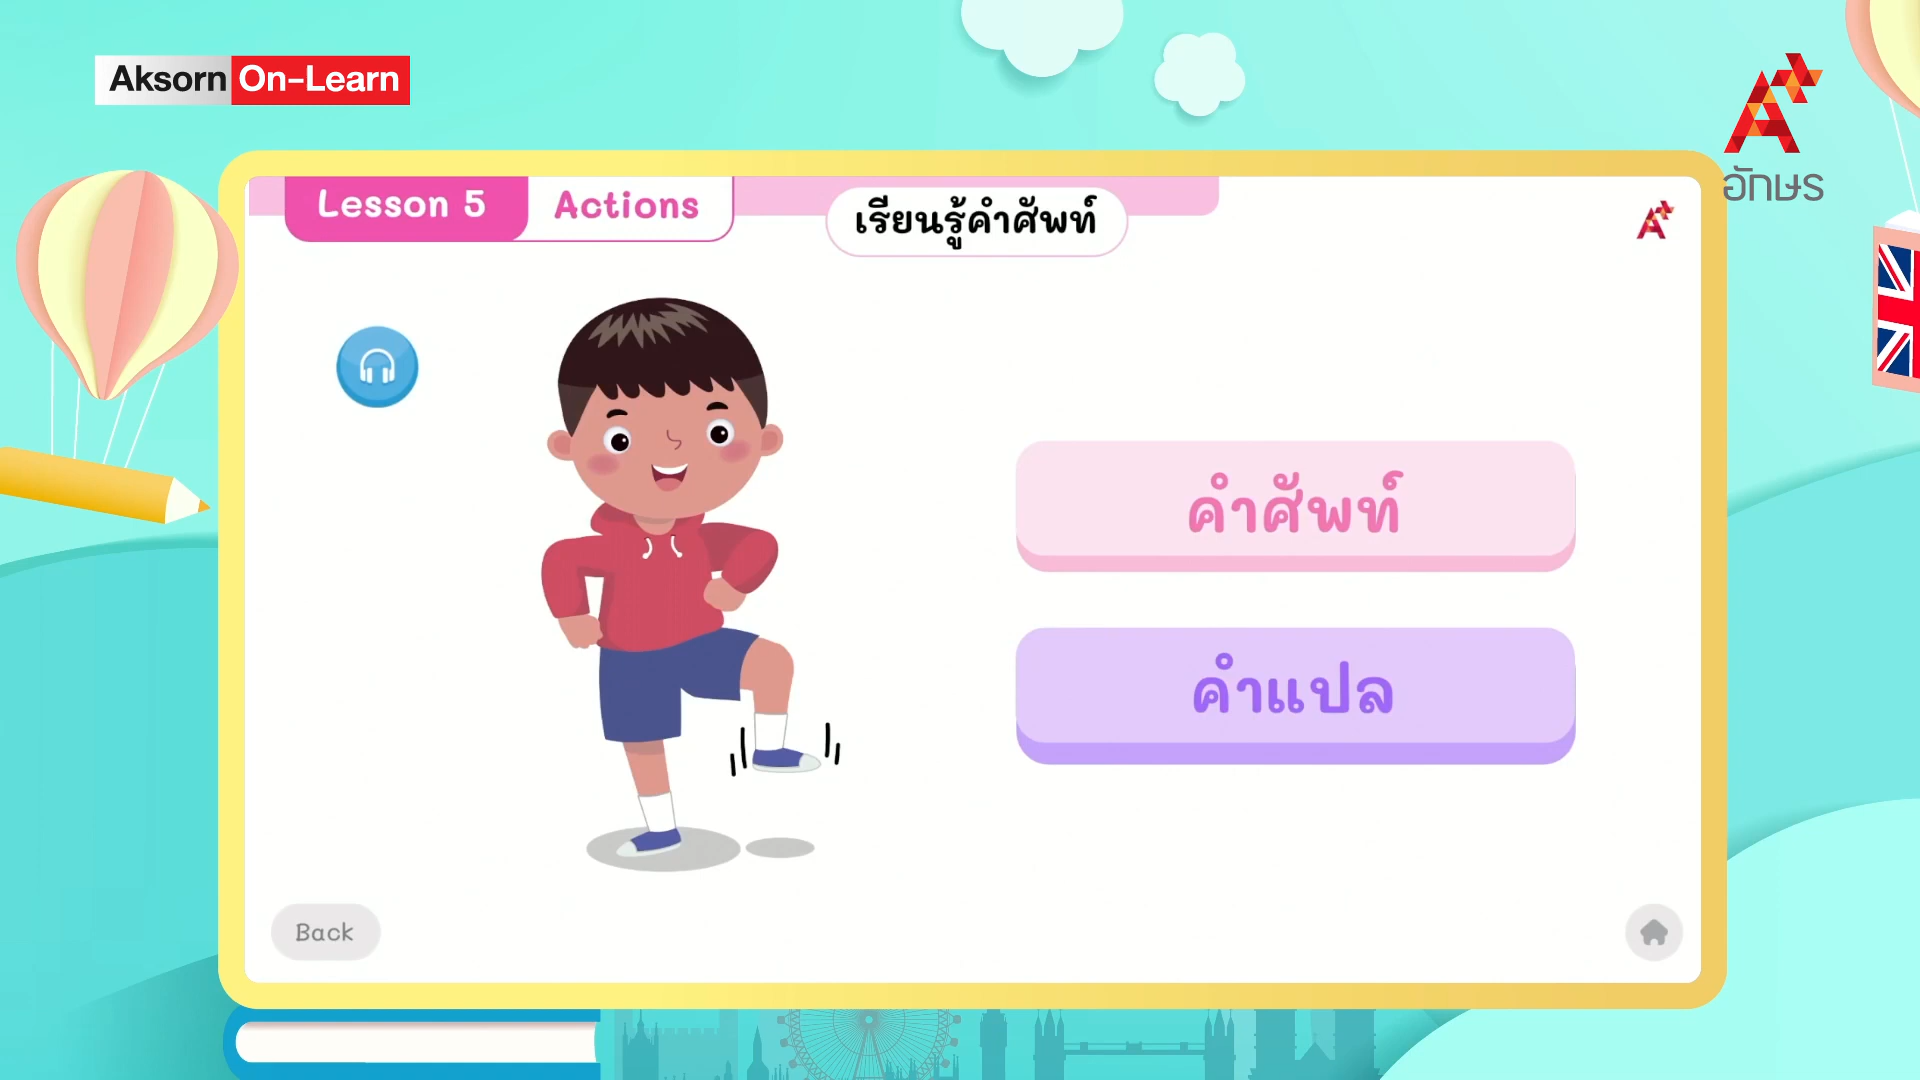 Aksorn On-Learn
อักษร
Lesson 5 Actions
เรียนรู้คำศัพท์
คำศัพท์
คำแปล
Back